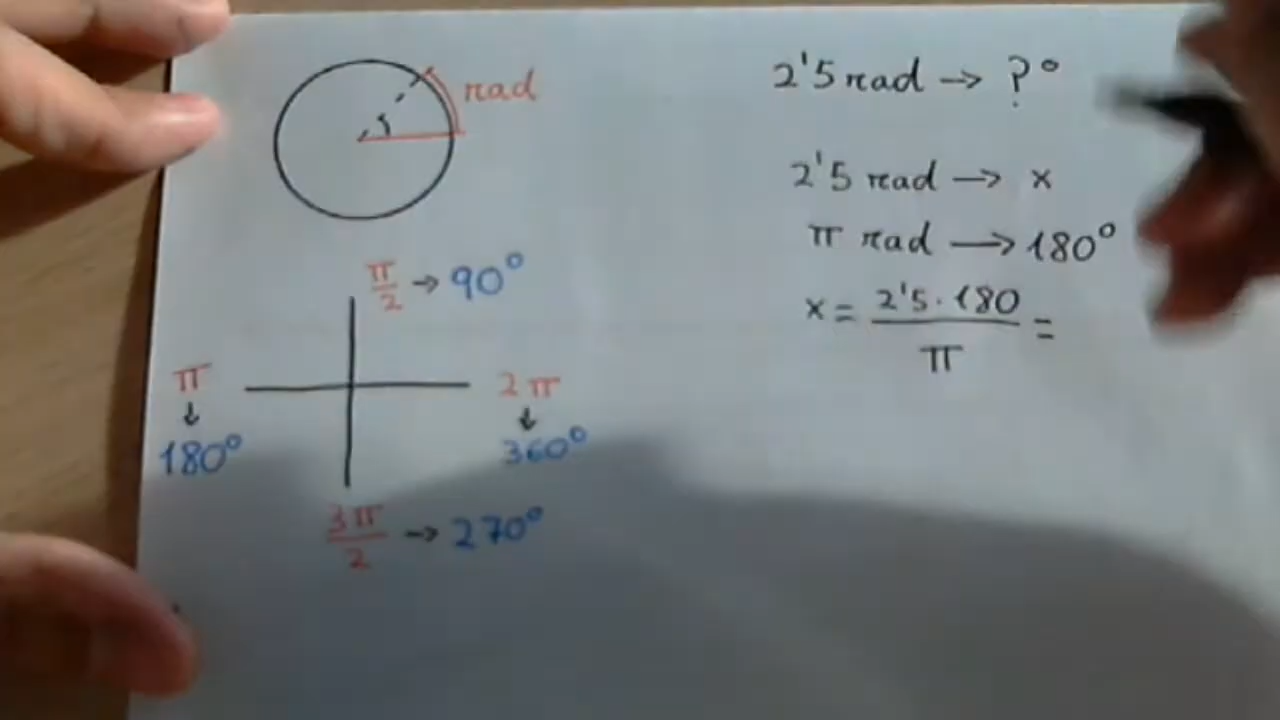 rad
π/2 → 90°
π
↓
180°
2π
↓
360°
3π/2 → 270°
2'5 rad → ?°
2'5 rad → x
π rad → 180°
x = 2'5 · 180 / π =